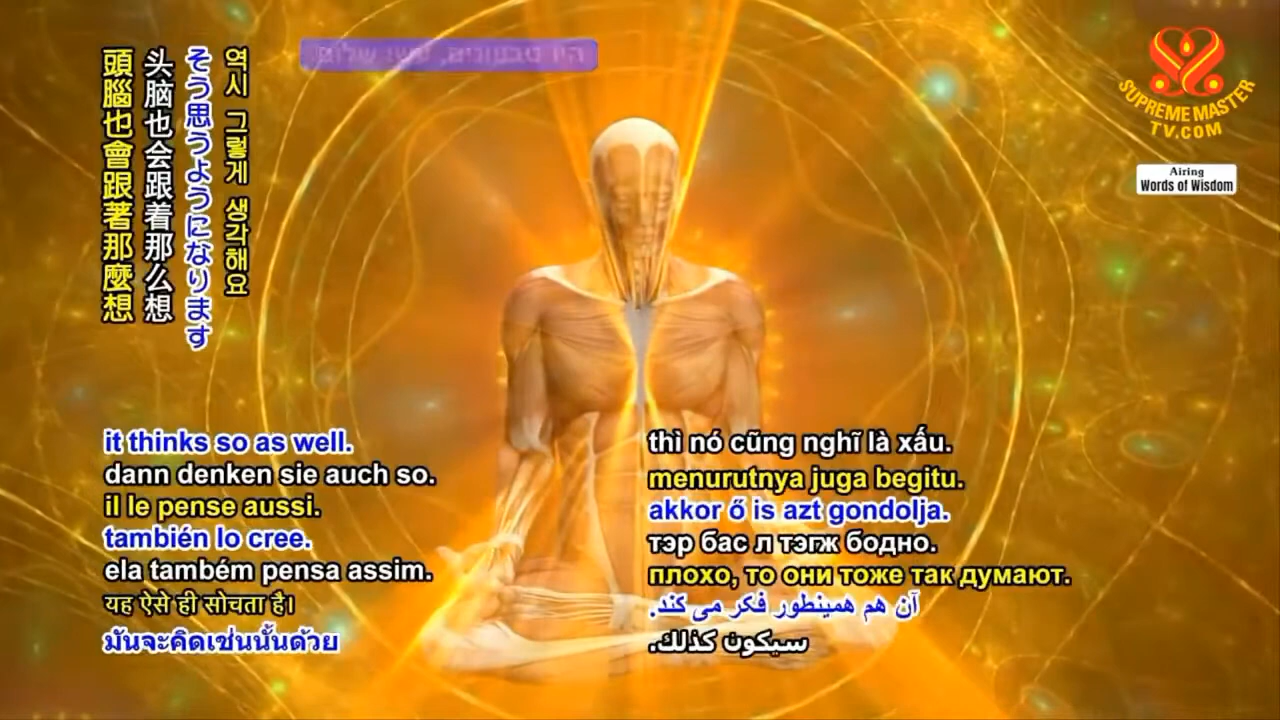 היו טבעונים, עשו שלום
SUPREME MASTER
TV.COM
Airing
Words of Wisdom
역시 그렇게 생각해요
そう思うようになります
头脑也会跟着那么想
頭腦也會跟著那麼想
it thinks so as well.
dann denken sie auch so.
il le pense aussi.
también lo cree.
ela também pensa assim.
यह ऐसे ही सोचता है।
มันจะคิดเช่นนั้นด้วย
thì nó cũng nghĩ là xấu.
menurutnya juga begitu.
akkor ő is azt gondolja.
тэр бас л тэгж бодно.
плохо, то они тоже так думают.
آن هم همینطور فکر می کند.
سيكون كذلك.